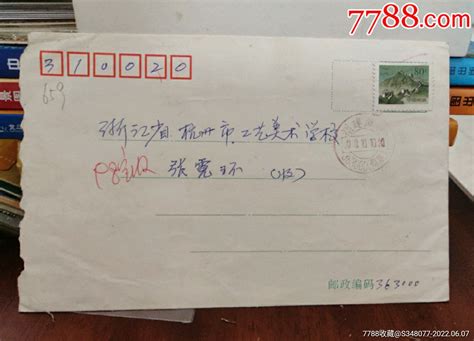 7788.com
310020
80
浙江省 杭州市 工艺美术学校
张霓环 (收)
邮政编码 363000
7788收藏@S348077-2022.06.07